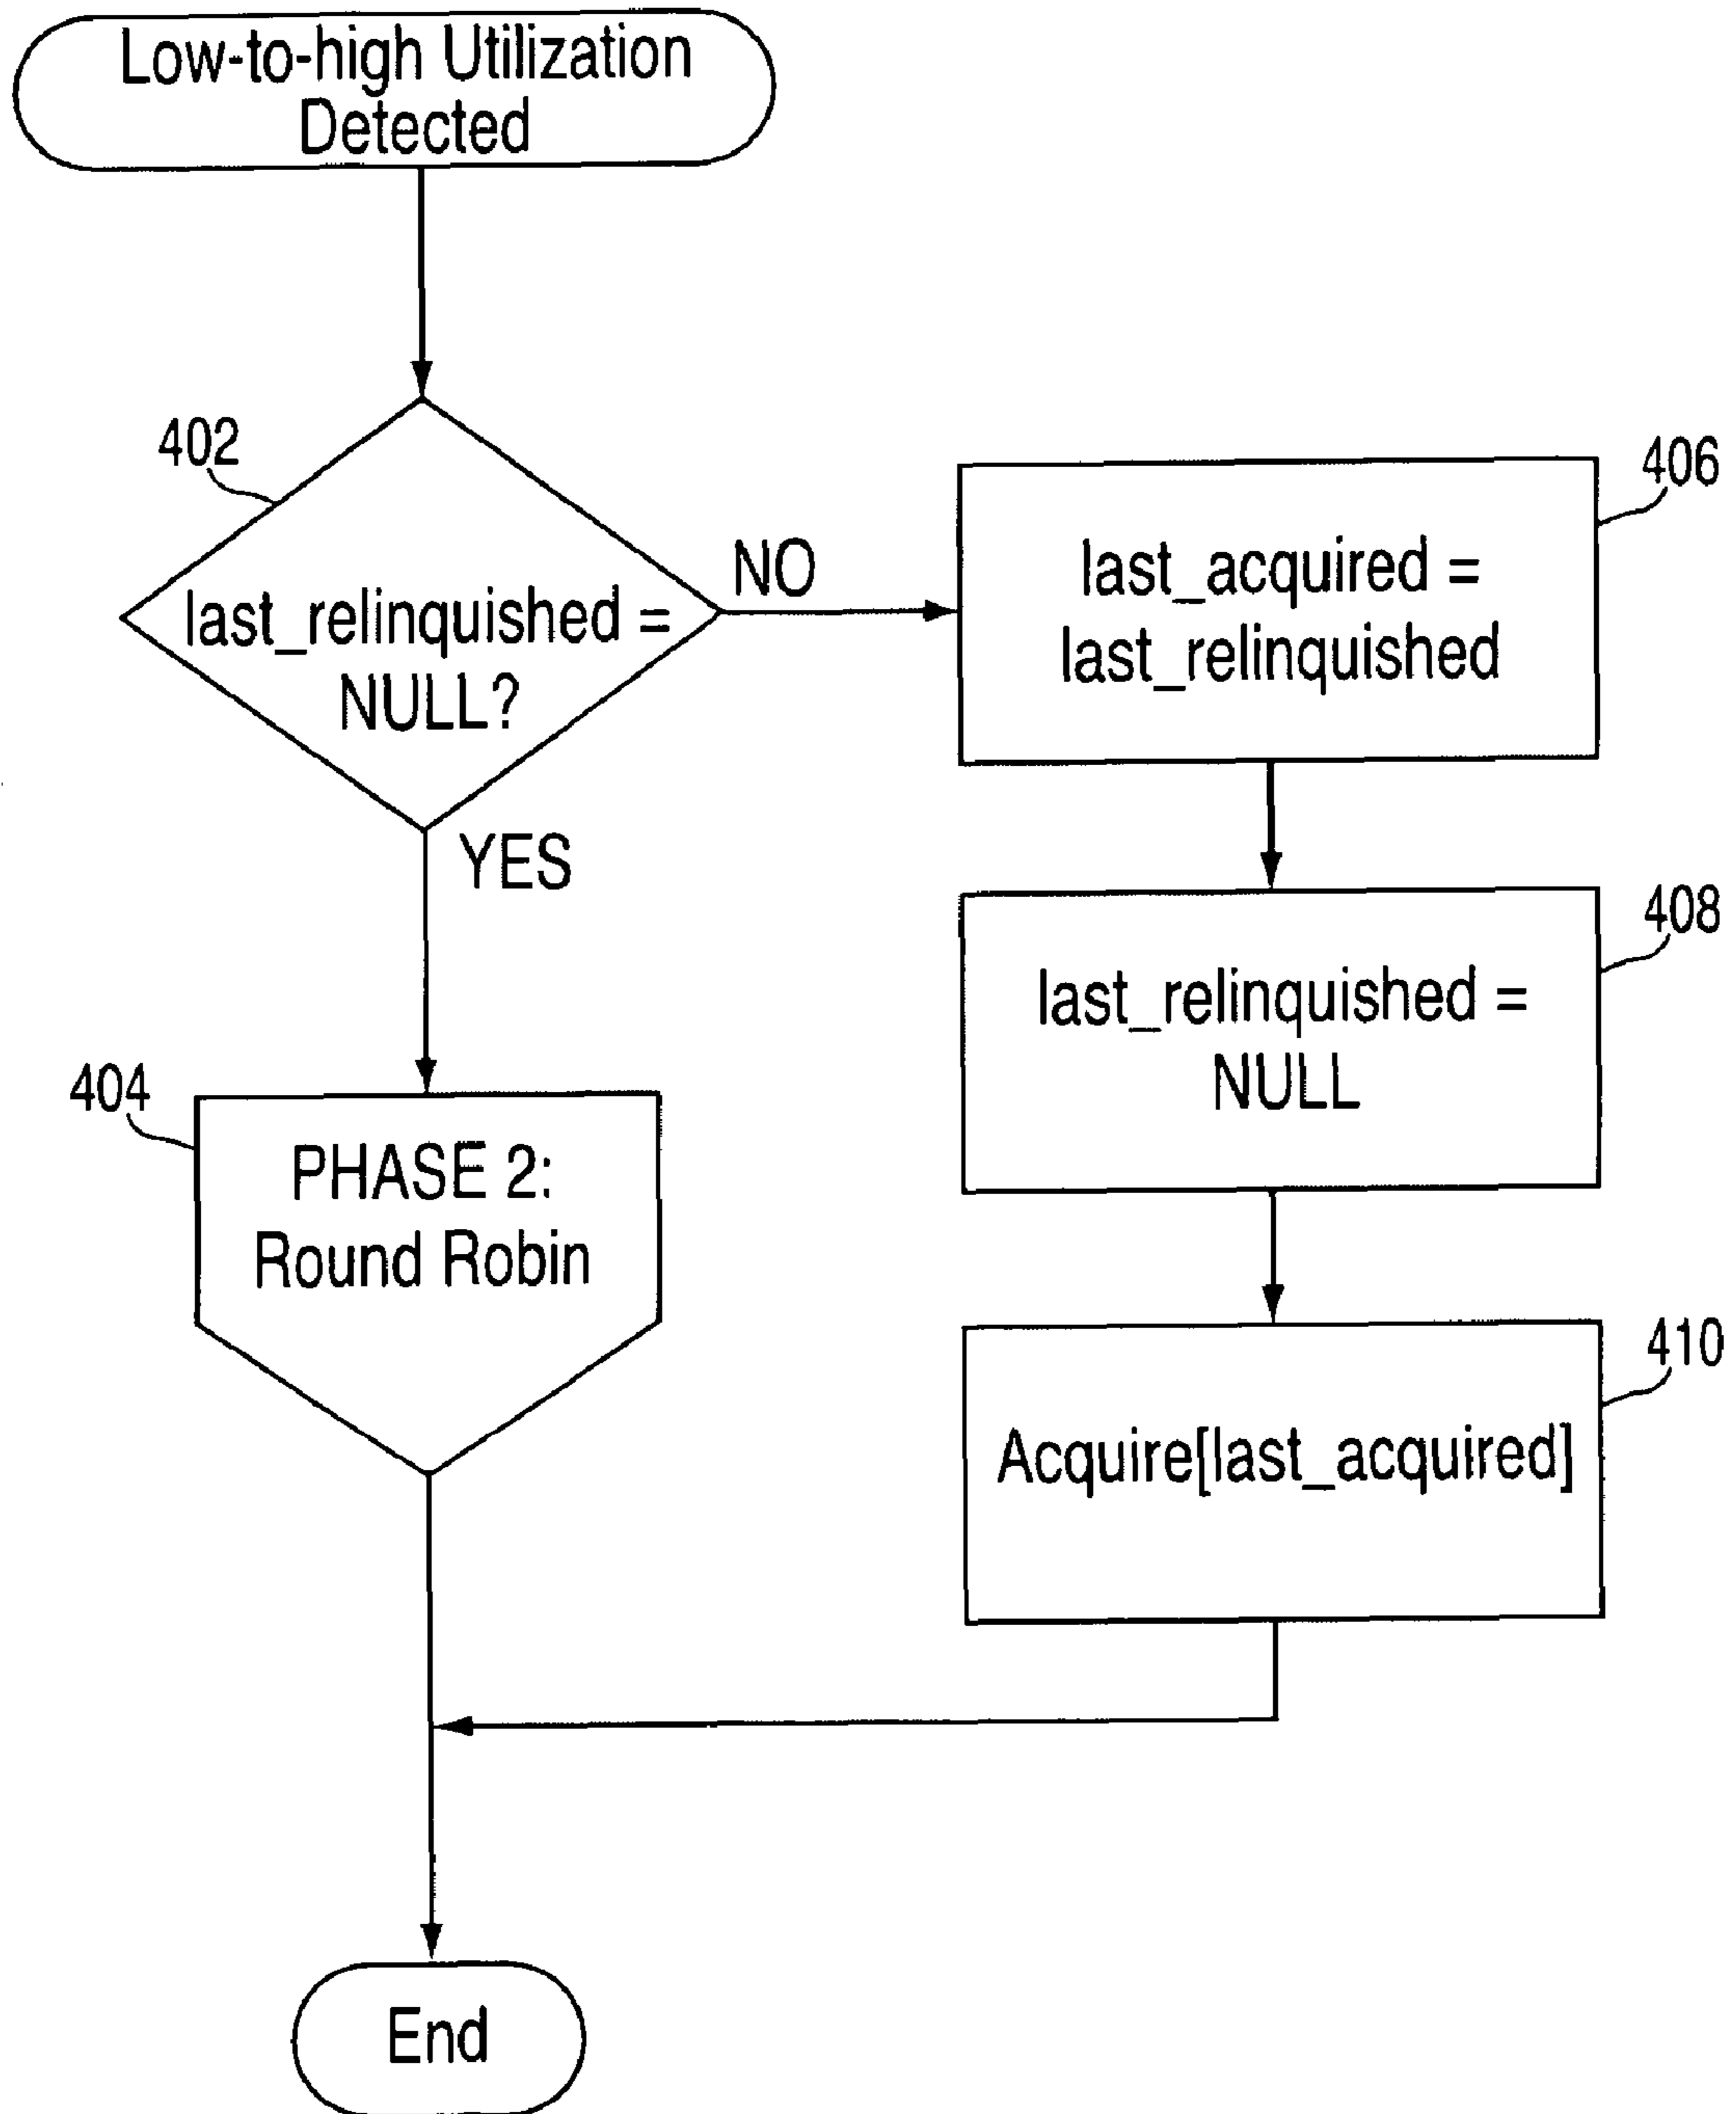 Low-to-high Utilization
Detected
402
last_relinquished =
NULL?
NO
YES
406
last_acquired =
last_relinquished
408
last_relinquished =
NULL
404
PHASE 2:
Round Robin
410
Acquire[last_acquired]
End